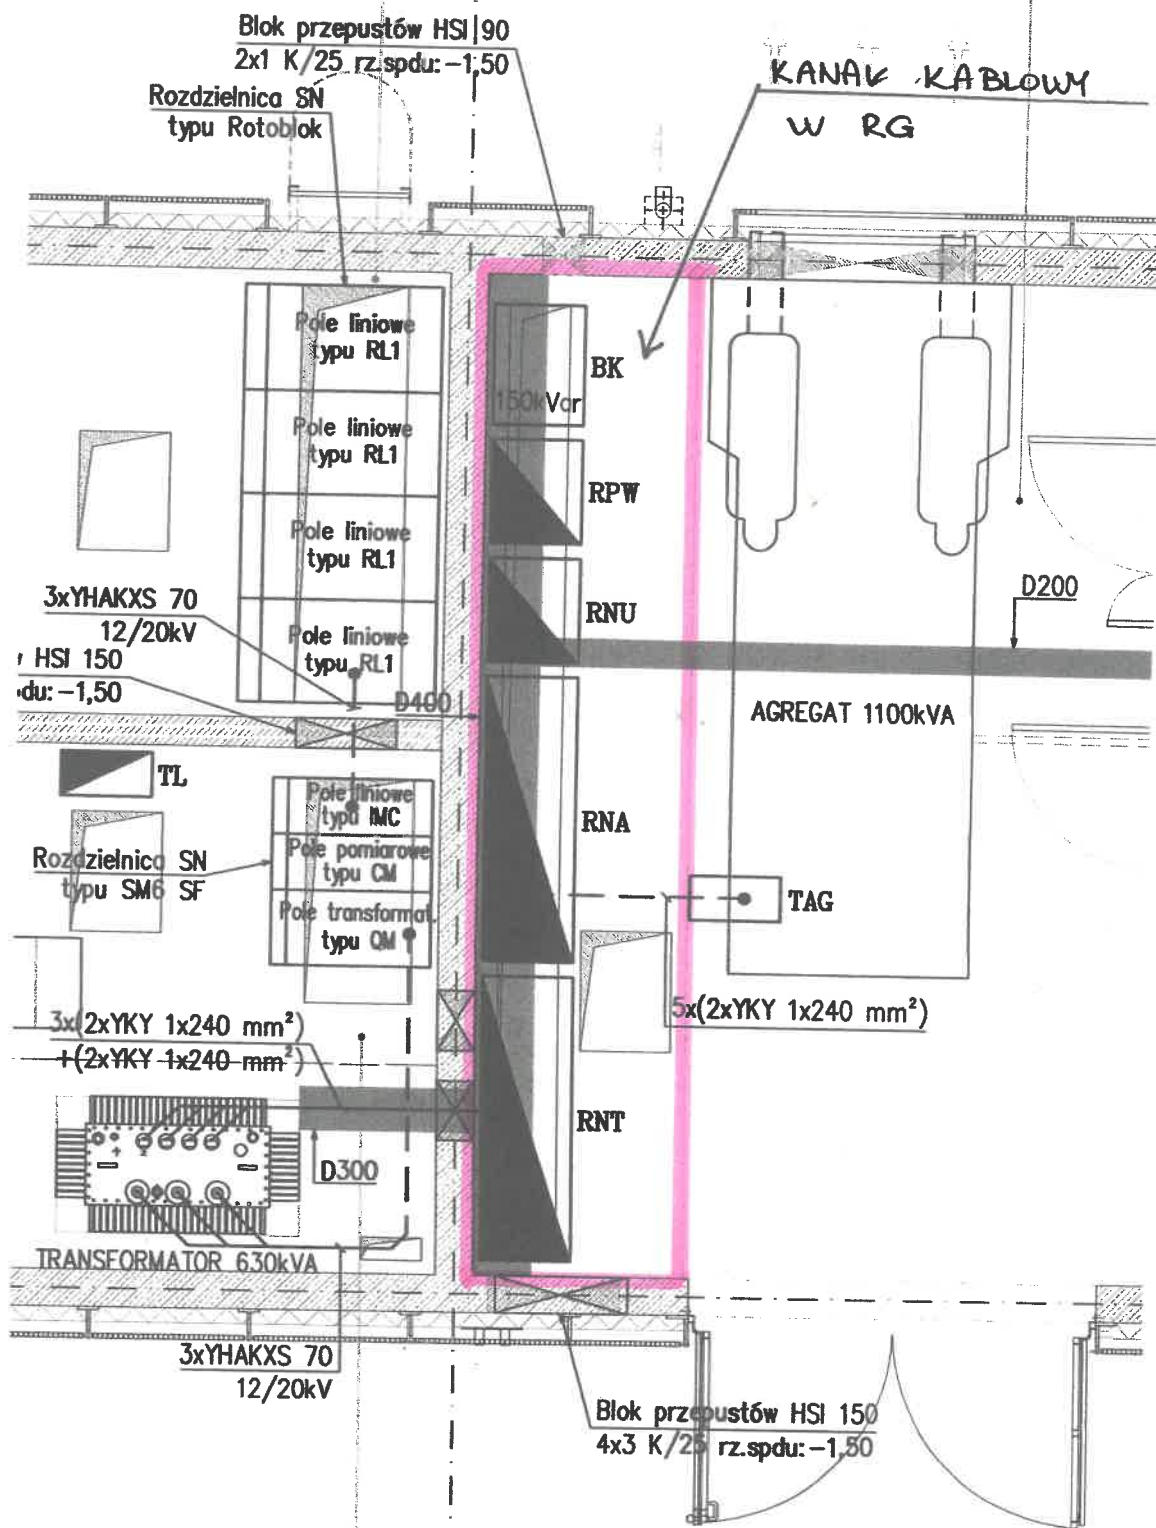 Blok przepustów HSI 90
2x1 K/25 rz.spdu:-1,50
KANAŁ KABLOWY
W RG
Rozdzielnica SN
typu Rotoblok
Pole liniowe
typu RL1
BK
150kVar
Pole liniowe
typu RL1
RPW
Pole liniowe
typu RL1
3xYHAKXS 70
12/20kV
RNU
D200
Pole liniowe
typu RL1
HSI 150
du:-1,50
D400
AGREGAT 1100kVA
TL
Pole liniowe
typu IMC
RNA
Rozdzielnica SN
typu SM6 SF
Pole pomiarowe
typu CM
Pole transformat.
typu QM
TAG
3x(2xYKY 1x240 mm²)
+(2xYKY 1x240 mm²)
5x(2xYKY 1x240 mm²)
RNT
D300
TRANSFORMATOR 630kVA
3xYHAKXS 70
12/20kV
Blok przepustów HSI 150
4x3 K/25 rz.spdu:-1,50